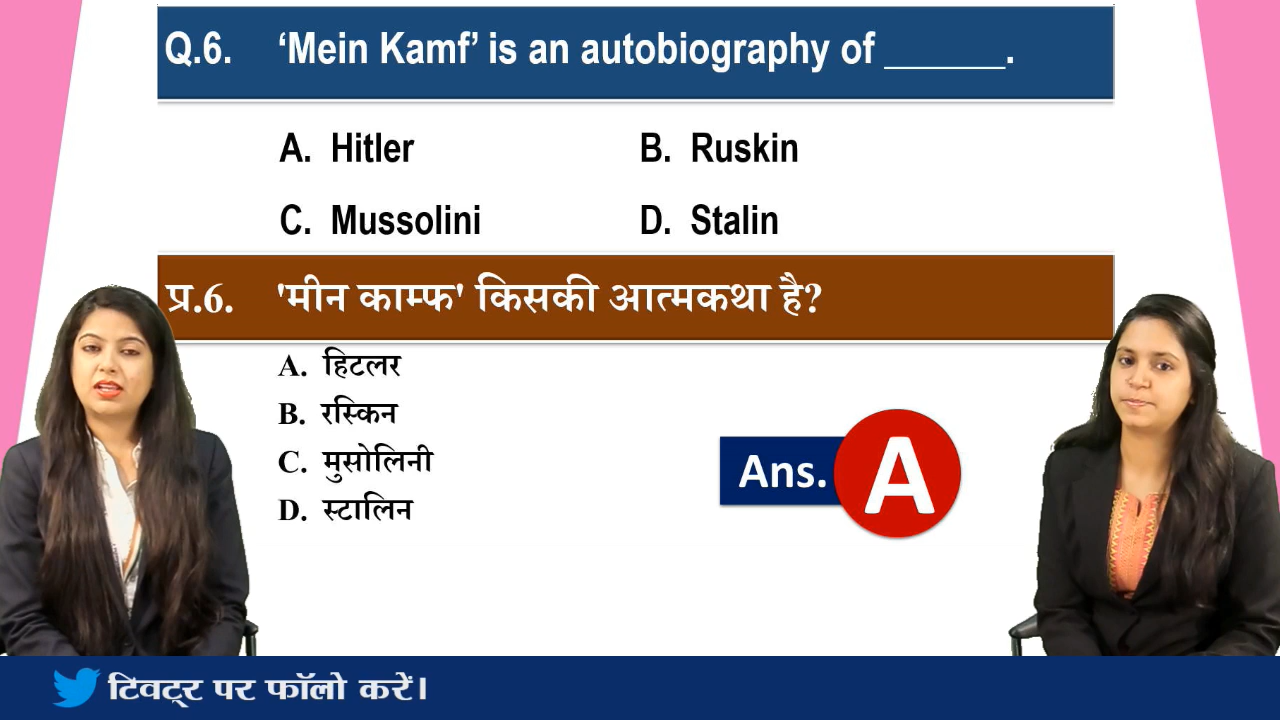 Q.6. ‘Mein Kamf’ is an autobiography of ______.
A. Hitler B. Ruskin
C. Mussolini D. Stalin
प्र.6. 'मीन काम्फ' किसकी आत्मकथा है?
A. हिटलर
B. रस्किन
C. मुसोलिनी
D. स्टालिन
Ans. A
टिवट्र पर फॉलो करें।